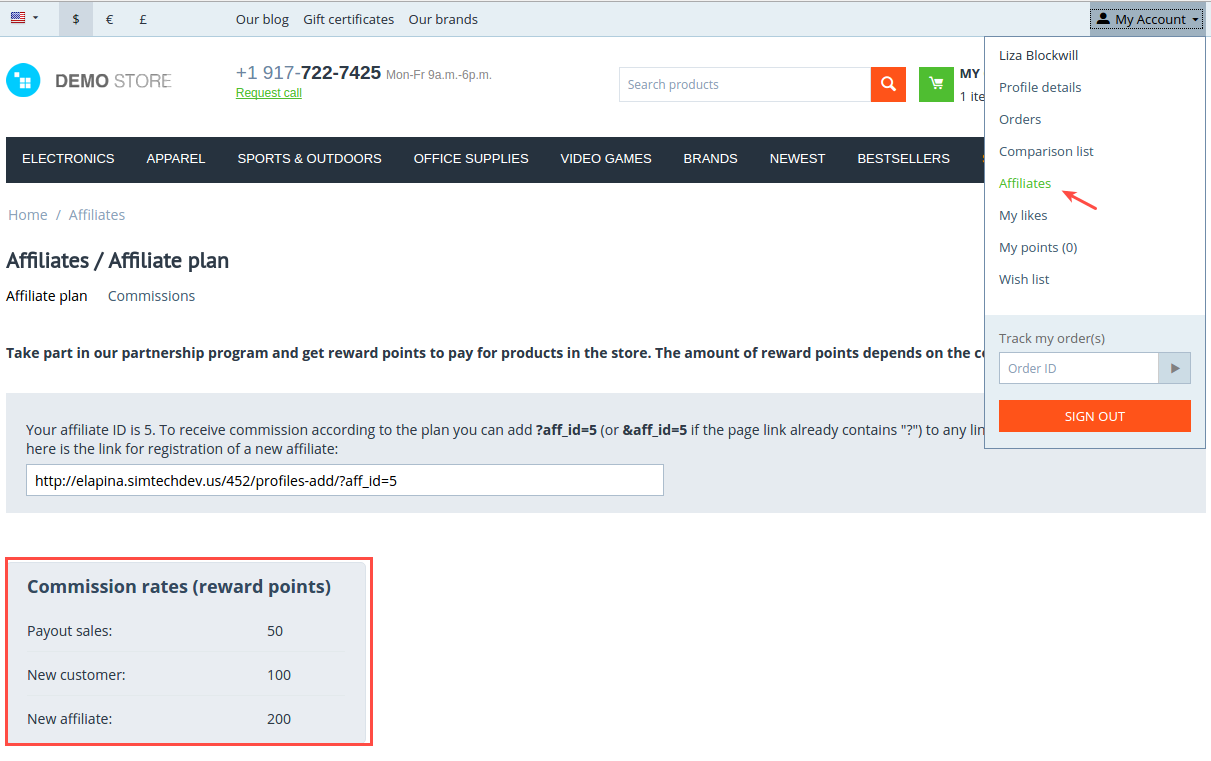 $ € £ Our blog Gift certificates Our brands My Account
DEMO STORE
+1 917-722-7425 Mon-Fr 9a.m.-6p.m.
Request call
Search products
MY
1 ite
Liza Blockwill
Profile details
Orders
Comparison list
Affiliates
My likes
My points (0)
Wish list
Track my order(s)
Order ID
SIGN OUT
ELECTRONICS APPAREL SPORTS & OUTDOORS OFFICE SUPPLIES VIDEO GAMES BRANDS NEWEST BESTSELLERS
Home / Affiliates
Affiliates / Affiliate plan
Affiliate plan Commissions
Take part in our partnership program and get reward points to pay for products in the store. The amount of reward points depends on the c
Your affiliate ID is 5. To receive commission according to the plan you can add ?aff_id=5 (or &aff_id=5 if the page link already contains "?") to any lin
here is the link for registration of a new affiliate:
http://elapina.simtechdev.us/452/profiles-add/?aff_id=5
Commission rates (reward points)
Payout sales: 50
New customer: 100
New affiliate: 200